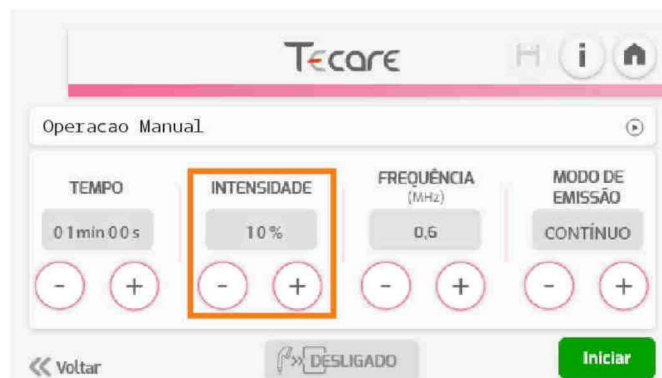 Tecare
H i
Operacao Manual
TEMPO
INTENSIDADE
FREQUÊNCIA
(MHz)
MODO DE
EMISSÃO
01min00s
10%
0,6
CONTÍNUO
- + - + - + - +
Voltar
DESLIGADO
Iniciar